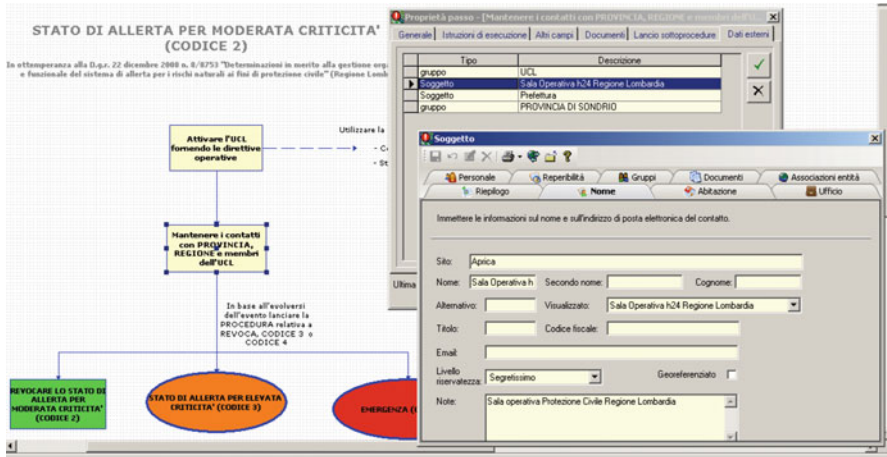 STATO DI ALLERTA PER MODERATA CRITICITA'
(CODICE 2)
In ottemperanza alla D.g.r. 22 dicembre 2008 n. 8/8753 "Determinazioni in merito alla gestione
e funzionale del sistema di allerta per i rischi naturali ai fini di protezione civile" (Regione
Attivare l'UCL
fornendo le direttive
operative
Utilizzare la
Mantenere i contatti
con PROVINCIA,
REGIONE e membri
dell'UCL
In base all'evolversi
dell'evento lanciare la
PROCEDURA relativa a
REVOCA, CODICE 3 o
CODICE 4
REVOCARE LO STATO DI
ALLERTA PER
MODERATA CRITICITA'
(CODICE 2)
STATO DI ALLERTA PER ELEVATA
CRITICITA' (CODICE 3)
EMERGENZA
Proprietà passo - [Mantenere i contatti con PROVINCIA, REGIONE e membri
Generale Istruzioni di esecuzione Altri campi Documenti Lancio sottoprocedure Dati esterni
Tipo Descrizione
gruppo UCL
Soggetto Sala Operativa h24 Regione Lombardia
Soggetto Prefettura
gruppo PROVINCIA DI SONDRIO
Ultima
Soggetto
Personale Reperibilità Gruppi Documenti Associazioni entità
Riepilogo Nome Abitazione Ufficio
Immettere le informazioni sul nome e sull'indirizzo di posta elettronica del contatto.
Sito: Aprica
Nome: Sala Operativa h Secondo nome: Cognome:
Alternativo: Visualizzato: Sala Operativa h24 Regione Lombardia
Titolo: Codice fiscale:
Email:
Livello
riservatezza: Segretissimo Georeferenziato
Note: Sala operativa Protezione Civile Regione Lombardia